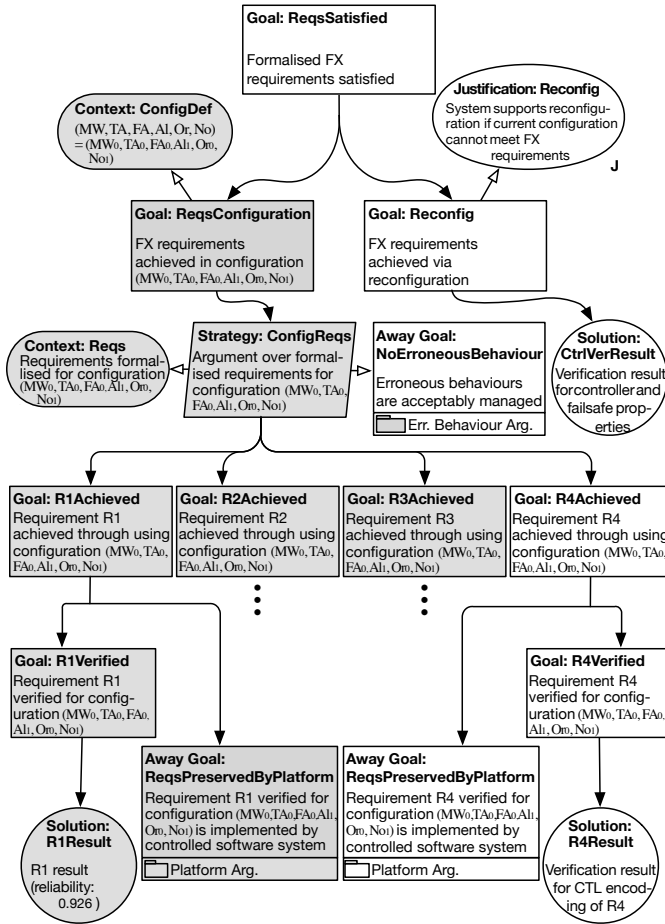 Goal: ReqsSatisfied
Formalised FX
requirements satisfied
Context: ConfigDef
(MW, TA, FA, Al, Or, No)
= (MW0, TA0, FA0, Al1, Or0,
No1)
Justification: Reconfig
System supports reconfigu-
ration if current configuration
cannot meet FX
requirements
J
Goal: ReqsConfiguration
FX requirements
achieved in configuration
(MW0, TA0, FA0, Al1, Or0, No1)
Goal: Reconfig
FX requirements
achieved via
reconfiguration
Context: Reqs
Requirements formal-
ised for configuration
(MW0, TA0, FA0, Al1, Or0,
No1)
Strategy: ConfigReqs
Argument over formal-
ised requirements for
configuration (MW0, TA0,
FA0, Al1, Or0, No1)
Away Goal:
NoErroneousBehaviour
Erroneous behaviours
are acceptably managed
Err. Behaviour Arg.
Solution:
CtrlVerResult
Verification result
for controller and
failsafe prop-
erties
Goal: R1Achieved
Requirement R1
achieved through using
configuration (MW0, TA0,
FA0, Al1, Or0, No1)
Goal: R2Achieved
Requirement R2
achieved through using
configuration (MW0, TA0,
FA0, Al1, Or0, No1)
Goal: R3Achieved
Requirement R3
achieved through using
configuration (MW0, TA0,
FA0, Al1, Or0, No1)
Goal: R4Achieved
Requirement R4
achieved through using
configuration (MW0, TA0,
FA0, Al1, Or0, No1)
Goal: R1Verified
Requirement R1
verified for config-
uration (MW0, TA0, FA0,
Al1, Or0, No1)
Goal: R4Verified
Requirement R4
verified for config-
uration (MW0, TA0, FA0,
Al1, Or0, No1)
Away Goal:
ReqsPreservedByPlatform
Requirement R1 verified for
configuration (MW0,TA0,FA0,Al1,
Or0, No1) is implemented by
controlled software system
Platform Arg.
Away Goal:
ReqsPreservedByPlatform
Requirement R4 verified for
configuration (MW0,TA0,FA0,Al1,
Or0, No1) is implemented by
controlled software system
Platform Arg.
Solution:
R1Result
R1 result
(reliability:
0.926 )
Solution:
R4Result
Verification result
for CTL encod-
ing of R4